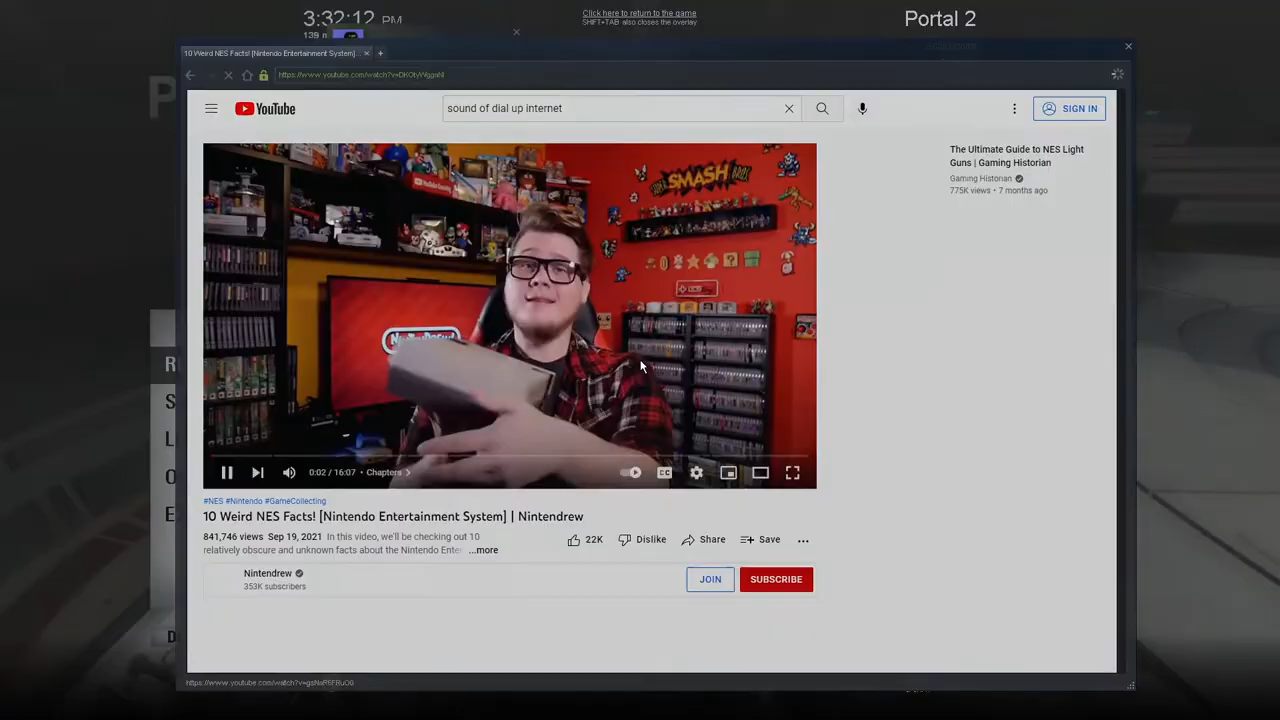 3:32:12 PM
Click here to return to the game
SHIFT+TAB also closes the overlay
Portal 2
10 Weird NES Facts! [Nintendo Entertainment System]...
YouTube
sound of dial up internet
SIGN IN
SMASH
BROS
The Ultimate Guide to NES Light
Guns | Gaming Historian
Gaming Historian
775K views • 7 months ago
0:02 / 16:07 • Chapters
CC
#NES #Nintendo #GameCollecting
10 Weird NES Facts! [Nintendo Entertainment System] | Nintendrew
841,746 views Sep 19, 2021 In this video, we'll be checking out 10
relatively obscure and unknown facts about the Nintendo Ente ...more
22K
Dislike
Share
Save
Nintendrew
353K subscribers
JOIN
SUBSCRIBE